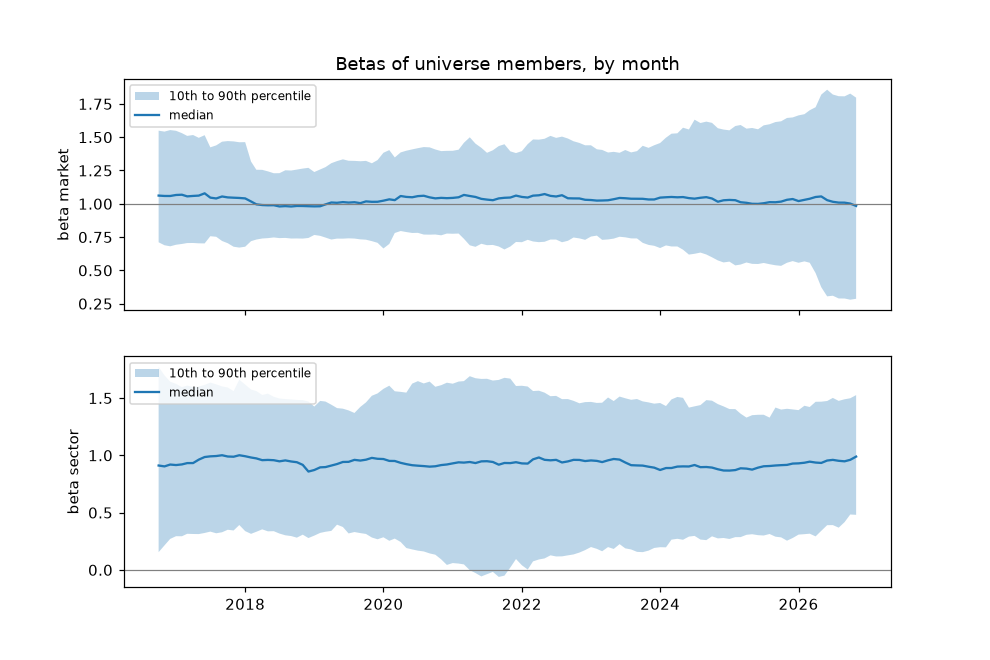 Betas of universe members, by month
10th to 90th percentile
median
1.75
1.50
1.25
1.00
0.75
0.50
0.25
beta market
10th to 90th percentile
median
1.5
1.0
0.5
0.0
beta sector
2018 2020 2022 2024 2026